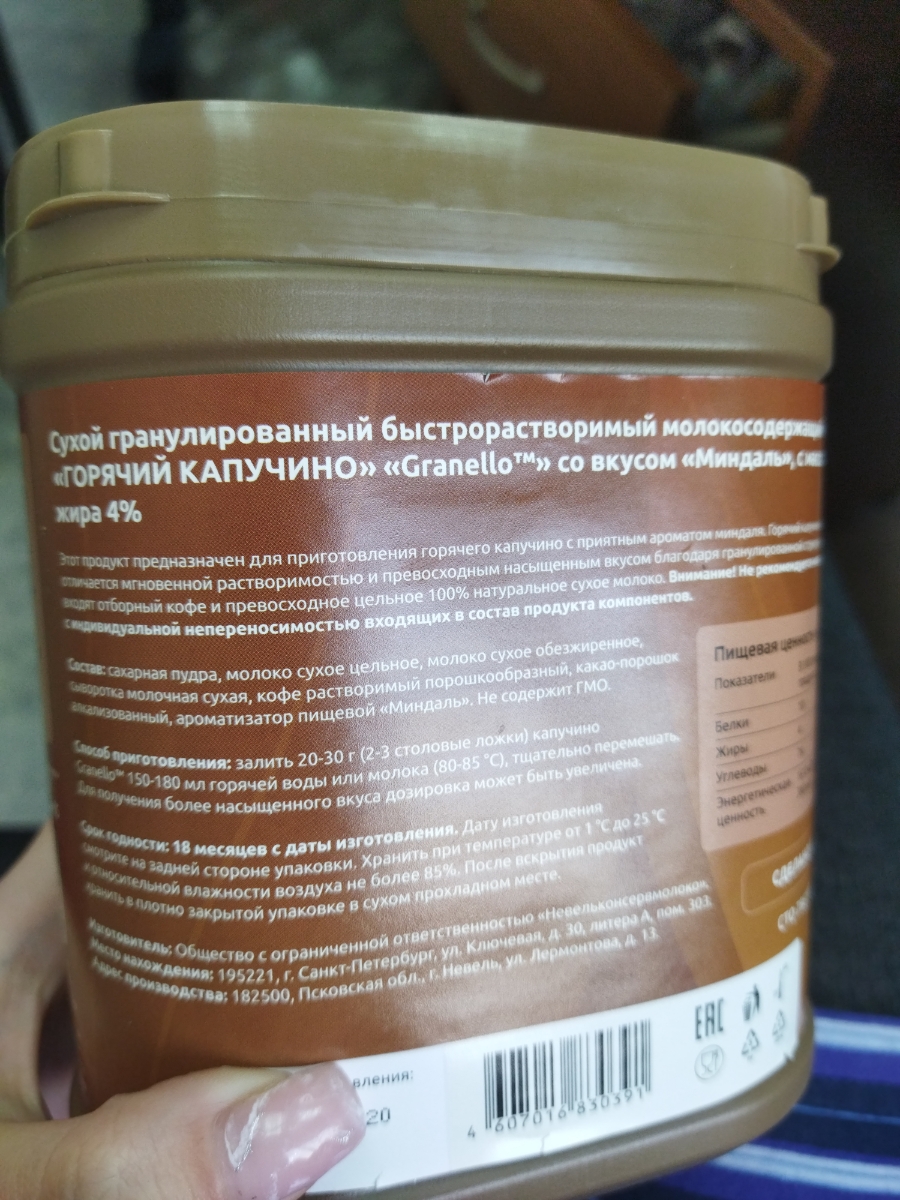 Сухой гранулированный быстрорастворимый
«ГОРЯЧИЙ КАПУЧИНО» «Granello™» со вкусом «Миндаль», с
жира 4%
Этот продукт предназначен для приготовления горячего капучино с приятным ароматом миндаля. Горячий
отличается мгновенной растворимостью и превосходным насыщенным вкусом благодаря гранулированной
входят отборный кофе и превосходное цельное 100% натуральное сухое молоко. Внимание! Не
с индивидуальной непереносимостью входящих в состав продукта компонентов.
Состав: сахарная пудра, молоко сухое цельное, молоко сухое обезжиренное,
сыворотка молочная сухая, кофе растворимый порошкообразный, какао-порошок
алкализованный, ароматизатор пищевой «Миндаль». Не содержит ГМО.
Способ приготовления: залить 20-30 г (2-3 столовые ложки) капучино
Granello™ 150-180 мл горячей воды или молока (80-85 °С), тщательно перемешать.
Для получения более насыщенного вкуса дозировка может быть увеличена.
Срок годности: 18 месяцев с даты изготовления. Дату изготовления
смотрите на задней стороне упаковки. Хранить при температуре от 1 °С до 25 °С
и относительной влажности воздуха не более 85%. После вскрытия продукт
хранить в плотно закрытой упаковке в сухом прохладном месте.
Изготовитель: Общество с ограниченной ответственностью «Невельконсервмолоко».
Место нахождения: 195221, г. Санкт-Петербург, ул. Ключевая, д. 30, литера А, пом. 303.
Адрес производства: 182500, Псковская обл., г. Невель, ул. Лермонтова, д. 13.
Пищевая
Показатели
Белки
Жиры
Углеводы
Энергетическая
ценность
EAC
вления:
20
4 607016 830391